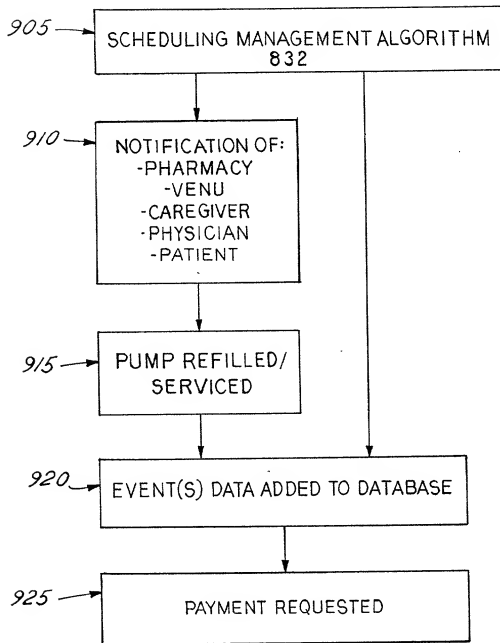 905
SCHEDULING MANAGEMENT ALGORITHM
832
910
NOTIFICATION OF:
-PHARMACY
-VENU
-CAREGIVER
-PHYSICIAN
-PATIENT
915
PUMP REFILLED/
SERVICED
920
EVENT(S) DATA ADDED TO DATABASE
925
PAYMENT REQUESTED